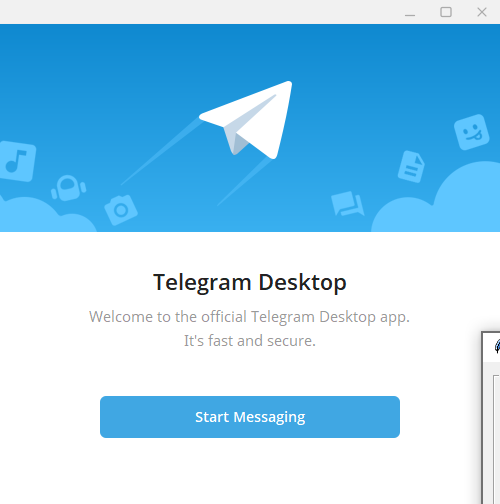 Telegram Desktop
Welcome to the official Telegram Desktop app.
It's fast and secure.
Start Messaging